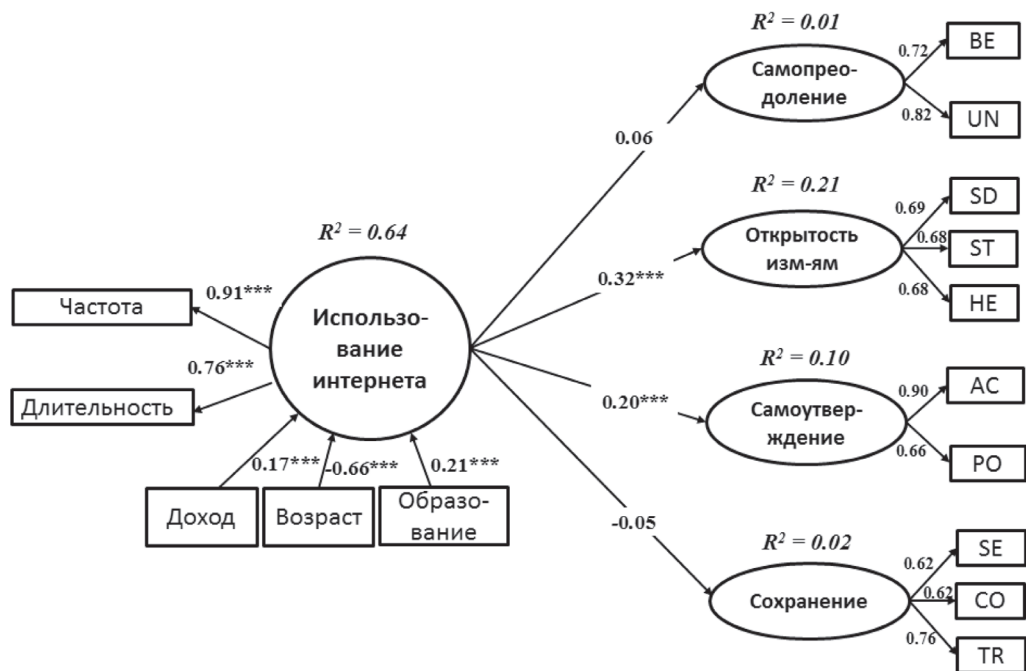 R² = 0.01
Самопрео-
доление
0.72
BE
0.82
UN
0.06
R² = 0.21
Открытость
изм-ям
0.69
SD
0.68
ST
0.68
HE
0.32***
R² = 0.64
Использо-
вание
интернета
0.91***
Частота
0.76***
Длительность
0.17***
-0.66***
0.21***
Доход
Возраст
Образо-
вание
R² = 0.10
Самоутвер-
ждение
0.20***
0.90
AC
0.66
PO
-0.05
R² = 0.02
Сохранение
0.62
SE
0.62
CO
0.76
TR